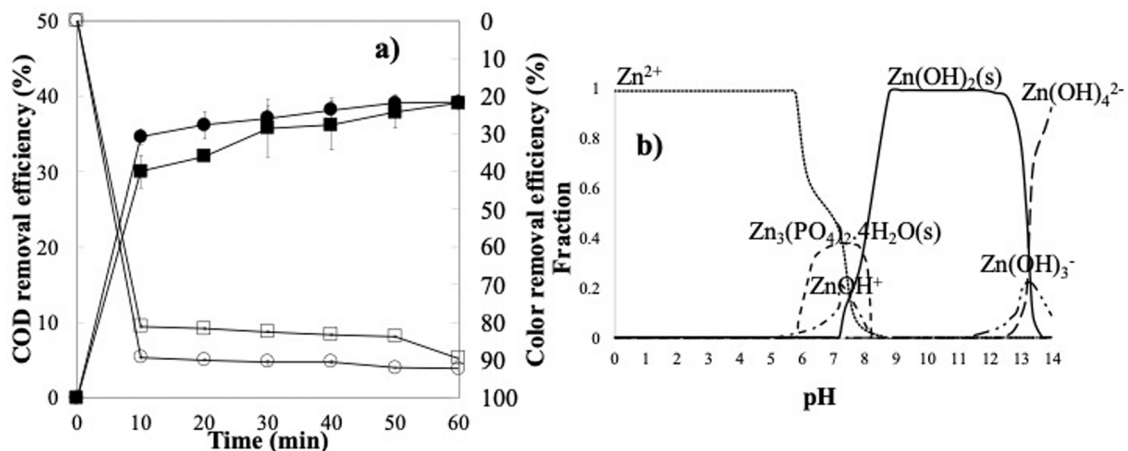 a)
COD removal efficiency (%)
50
40
30
20
10
0
0
10
20
30
40
50
60
70
80
90
100
Color removal efficiency (%)
0 10 20 30 40 50 60
Time (min)
b)
Fraction
1
0.8
0.6
0.4
0.2
0
Zn²⁺
Zn(OH)₂(s)
Zn(OH)₄²⁻
Zn₃(PO₄)₂.4H₂O(s)
ZnOH⁺
Zn(OH)₃⁻
0 1 2 3 4 5 6 7 8 9 10 11 12 13 14
pH